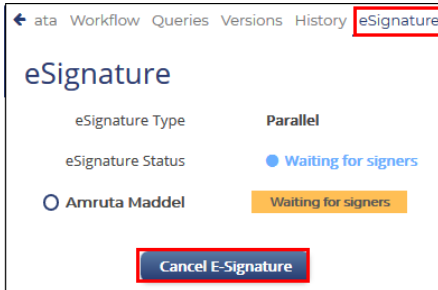 ata Workflow Queries Versions History eSignature
eSignature
eSignature Type Parallel
eSignature Status Waiting for signers
Amruta Maddel Waiting for signers
Cancel E-Signature